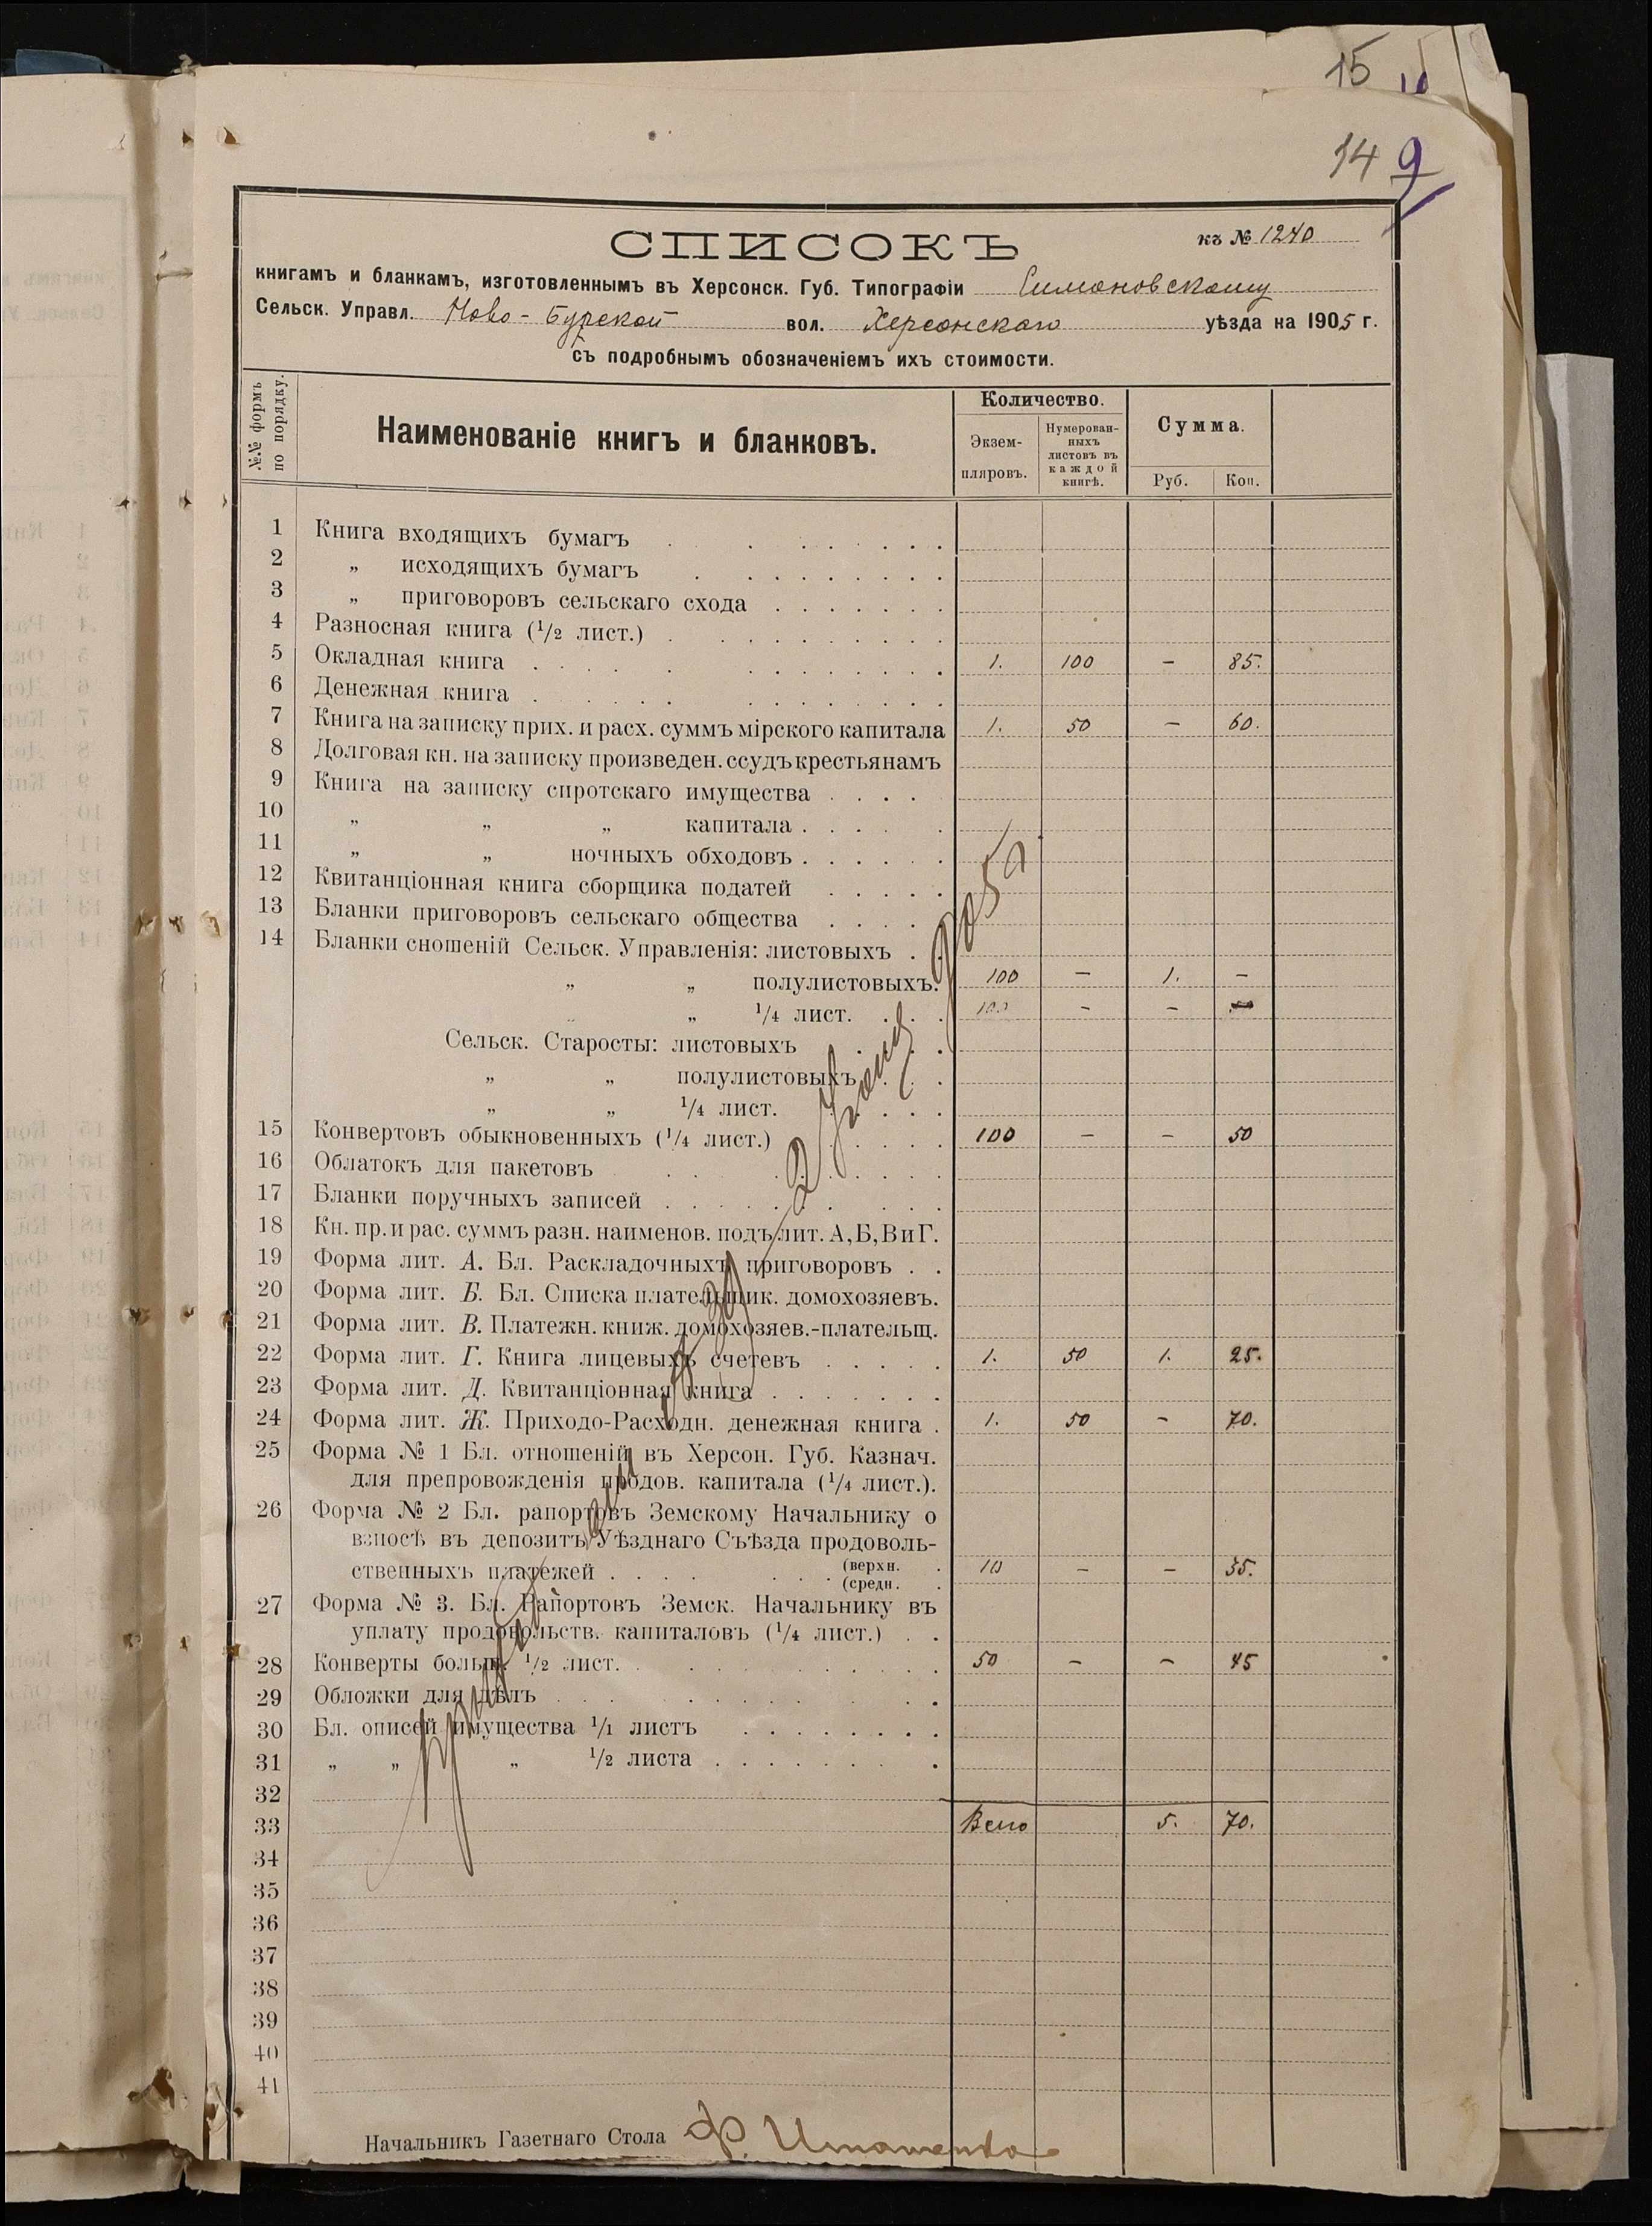 15
14 9
СПИСОКЪ
къ № 1240
книгамъ и бланкамъ, изготовленнымъ въ Херсонск. Губ. Типографіи Симоновскому
Сельск. Управл. Ново-Бугской вол. Херсонскаго уѣзда на 1905 г.
съ подробнымъ обозначеніемъ ихъ стоимости.
№№ формъ по порядку.
Наименованіе книгъ и бланковъ.
Количество.
Экзем-пляровъ.
Нумерован-ныхъ листовъ въ каждой книгѣ.
Сумма.
Руб. Коп.
1 Книга входящихъ бумагъ
2 „ исходящихъ бумагъ
3 „ приговоровъ сельскаго схода
4 Разносная книга (1/2 лист.)
5 Окладная книга 1. 100 - 85.
6 Денежная книга
7 Книга на записку прих. и расх. суммъ мірского капитала 1. 50 - 60.
8 Долговая кн. на записку произведен. ссудъ крестьянамъ
9 Книга на записку сиротскаго имущества
10 „ „ „ капитала
11 „ „ ночныхъ обходовъ
12 Квитанціонная книга сборщика податей
13 Бланки приговоровъ сельскаго общества
14 Бланки сношеній Сельск. Управленія: листовыхъ
„ „ полулистовыхъ. 100 - 1. -
„ „ 1/4 лист. 100 - -
Сельск. Старосты: листовыхъ
„ „ полулистовыхъ
„ „ 1/4 лист.
15 Конвертовъ обыкновенныхъ (1/4 лист.) 100 - - 50
16 Облатокъ для пакетовъ
17 Бланки поручныхъ записей
18 Кн. пр. и рас. суммъ разн. наименов. подъ лит. А, Б, В и Г.
19 Форма лит. А. Бл. Раскладочныхъ приговоровъ
20 Форма лит. Б. Бл. Списка плательщик. домохозяевъ.
21 Форма лит. В. Платежн. книж. домохозяев.-плательщ.
22 Форма лит. Г. Книга лицевыхъ счетевъ 1. 50 1. 25.
23 Форма лит. Д. Квитанціонная книга
24 Форма лит. Ж. Приходо-Расходн. денежная книга 1. 50 - 70.
25 Форма № 1 Бл. отношеній въ Херсон. Губ. Казнач.
для препровожденія продов. капитала (1/4 лист.).
26 Форма № 2 Бл. рапортовъ Земскому Начальнику о
взносѣ въ депозитъ Уѣзднаго Съѣзда продоволь-
ственныхъ платежей (верхн. 10 - - 35.
(средн.
27 Форма № 3. Бл. Рапортовъ Земск. Начальнику въ
уплату продовольств. капиталовъ (1/4 лист.)
28 Конверты больш. 1/2 лист. 50 - - 45
29 Обложки для дѣлъ
30 Бл. описей имущества 1/1 листъ
31 „ „ „ 1/2 листа
32
33 Всего 5. 70.
34
35
36
37
38
39
40
41
Начальникъ Газетнаго Стола